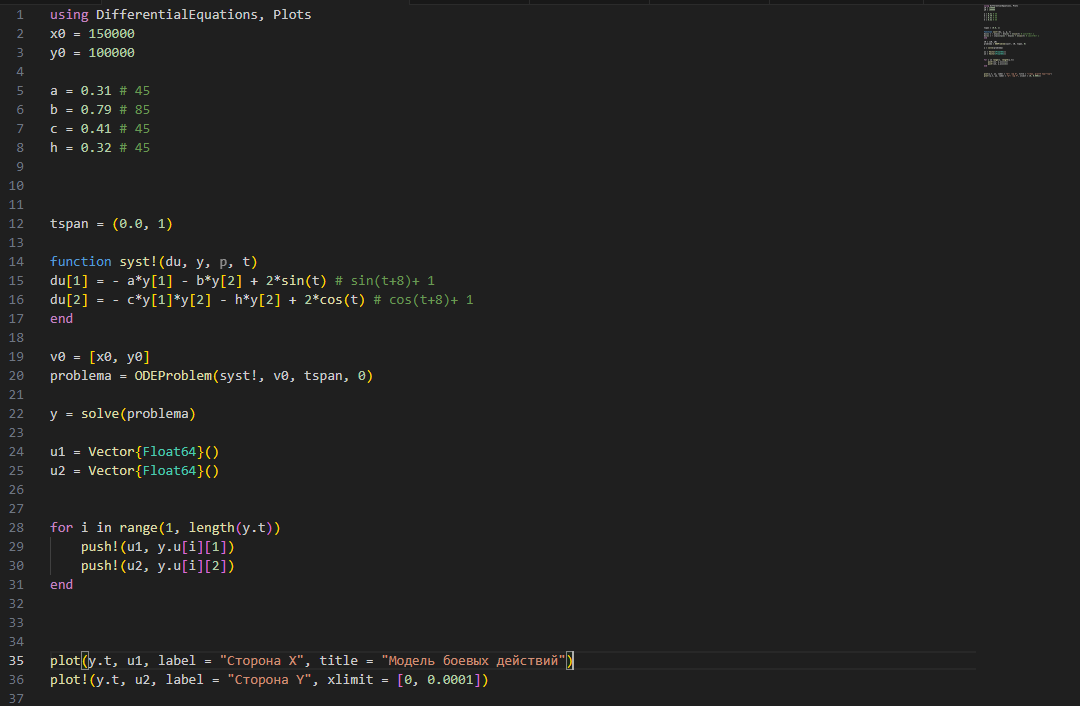 1 using DifferentialEquations, Plots
2 x0 = 150000
3 y0 = 100000
4
5 a = 0.31 # 45
6 b = 0.79 # 85
7 c = 0.41 # 45
8 h = 0.32 # 45
9
10
11
12 tspan = (0.0, 1)
13
14 function syst!(du, y, p, t)
15 du[1] = - a*y[1] - b*y[2] + 2*sin(t) # sin(t+8)+ 1
16 du[2] = - c*y[1]*y[2] - h*y[2] + 2*cos(t) # cos(t+8)+ 1
17 end
18
19 v0 = [x0, y0]
20 problema = ODEProblem(syst!, v0, tspan, 0)
21
22 y = solve(problema)
23
24 u1 = Vector{Float64}()
25 u2 = Vector{Float64}()
26
27
28 for i in range(1, length(y.t))
29     push!(u1, y.u[i][1])
30     push!(u2, y.u[i][2])
31 end
32
33
34
35 plot(y.t, u1, label = "Сторона X", title = "Модель боевых действий")
36 plot!(y.t, u2, label = "Сторона Y", xlimit = [0, 0.0001])
37